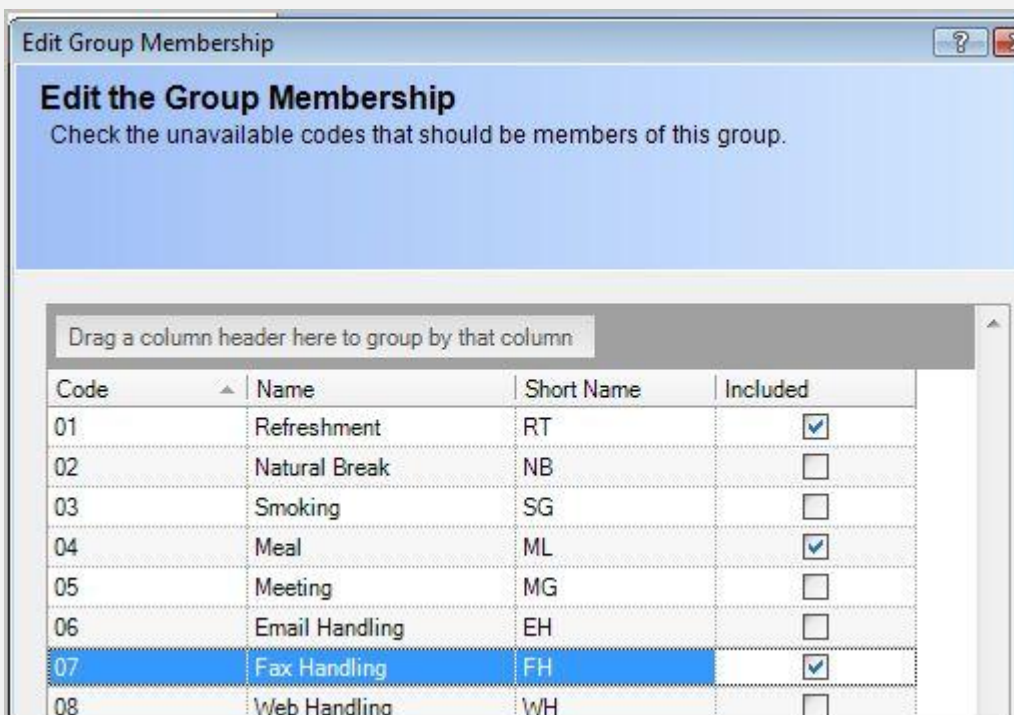 Edit Group Membership
Edit the Group Membership
Check the unavailable codes that should be members of this group.
Drag a column header here to group by that column
Code Name Short Name Included
01 Refreshment RT
02 Natural Break NB
03 Smoking SG
04 Meal ML
05 Meeting MG
06 Email Handling EH
07 Fax Handling FH
08 Web Handling WH